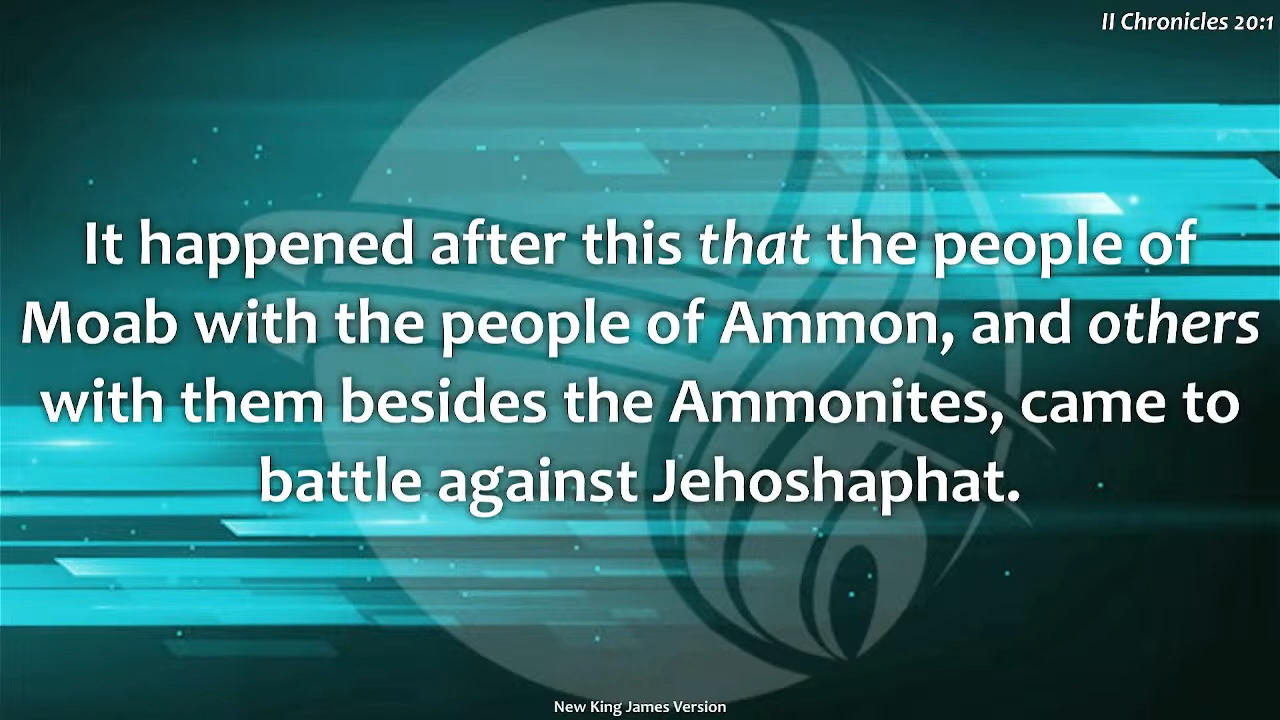 II Chronicles 20:1
It happened after this that the people of
Moab with the people of Ammon, and others
with them besides the Ammonites, came to
battle against Jehoshaphat.
New King James Version